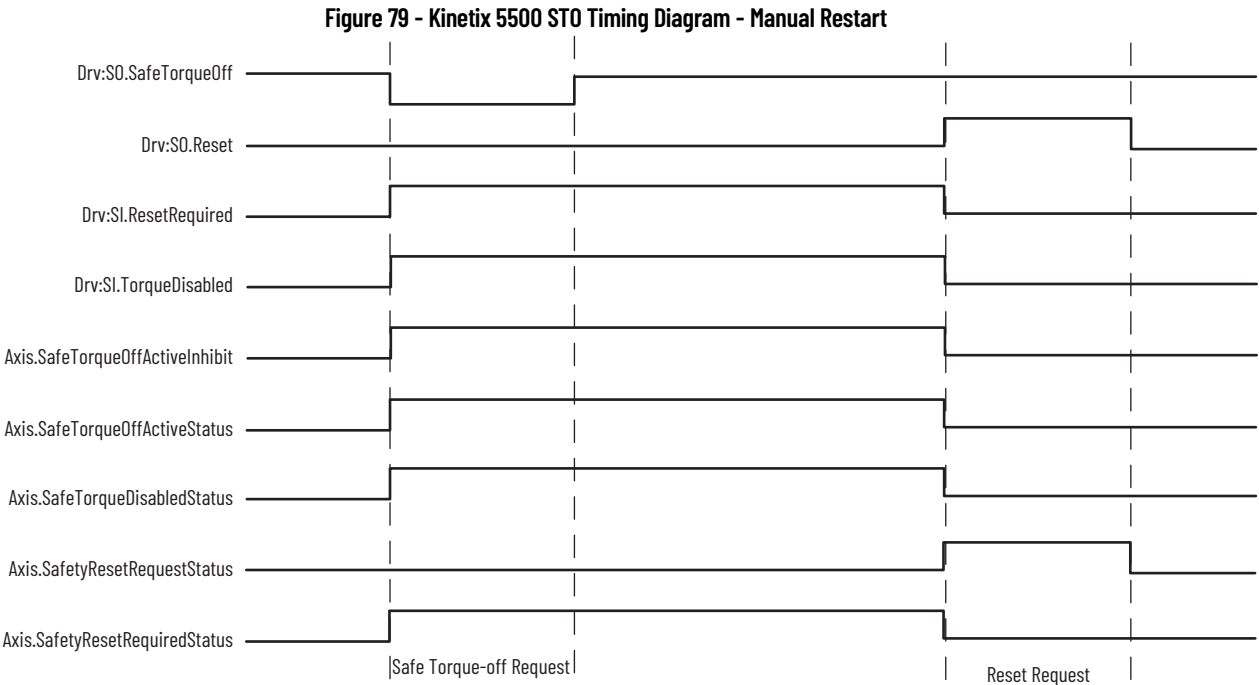 Figure 79 - Kinetix 5500 STO Timing Diagram - Manual Restart
Drv:SO.SafeTorqueOff
Drv:SO.Reset
Drv:SI.ResetRequired
Drv:SI.TorqueDisabled
Axis.SafeTorqueOffActiveInhibit
Axis.SafeTorqueOffActiveStatus
Axis.SafeTorqueDisabledStatus
Axis.SafetyResetRequestStatus
Axis.SafetyResetRequiredStatus
Safe Torque-off Request
Reset Request